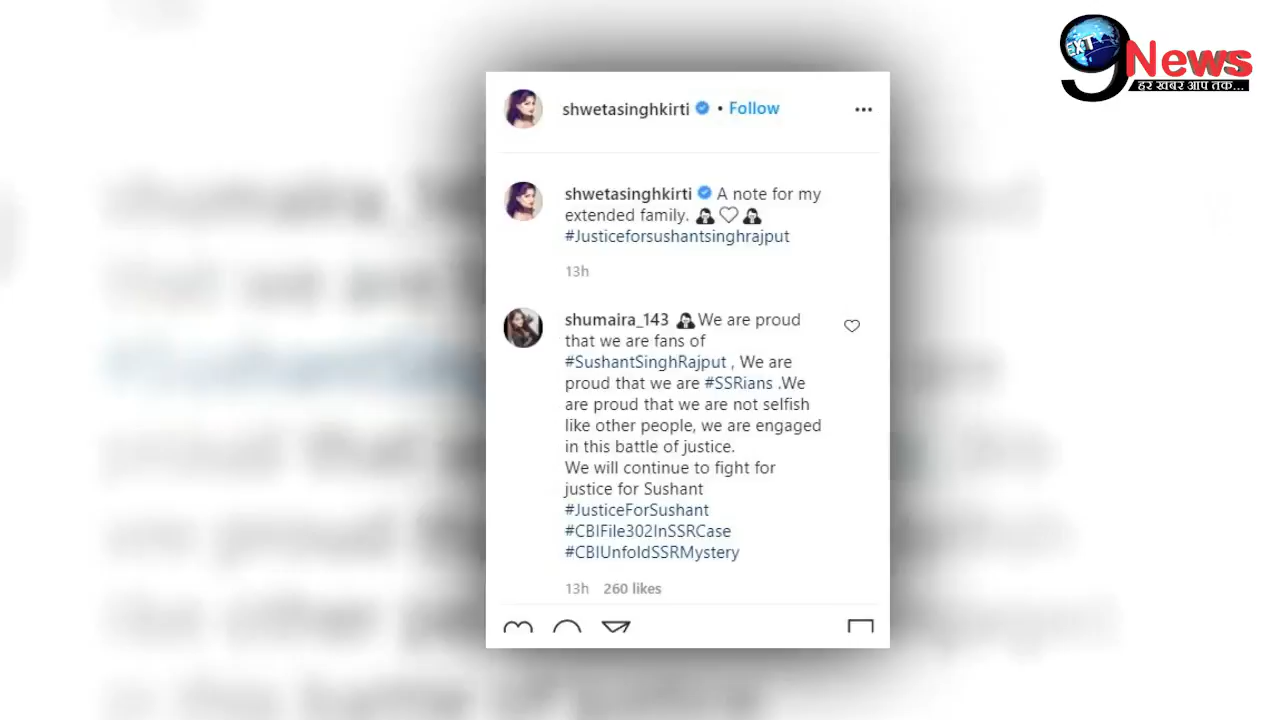 EXT
9 News
हर खबर आप तक...
shwetasinghkirti • Follow
shwetasinghkirti A note for my
extended family.
#Justiceforsushantsinghrajput
13h
shumaira_143 We are proud
that we are fans of
#SushantSinghRajput , We are
proud that we are #SSRians .We
are proud that we are not selfish
like other people, we are engaged
in this battle of justice.
We will continue to fight for
justice for Sushant
#JusticeForSushant
#CBIFile302InSSRCase
#CBIUnfoldSSRMystery
13h 260 likes